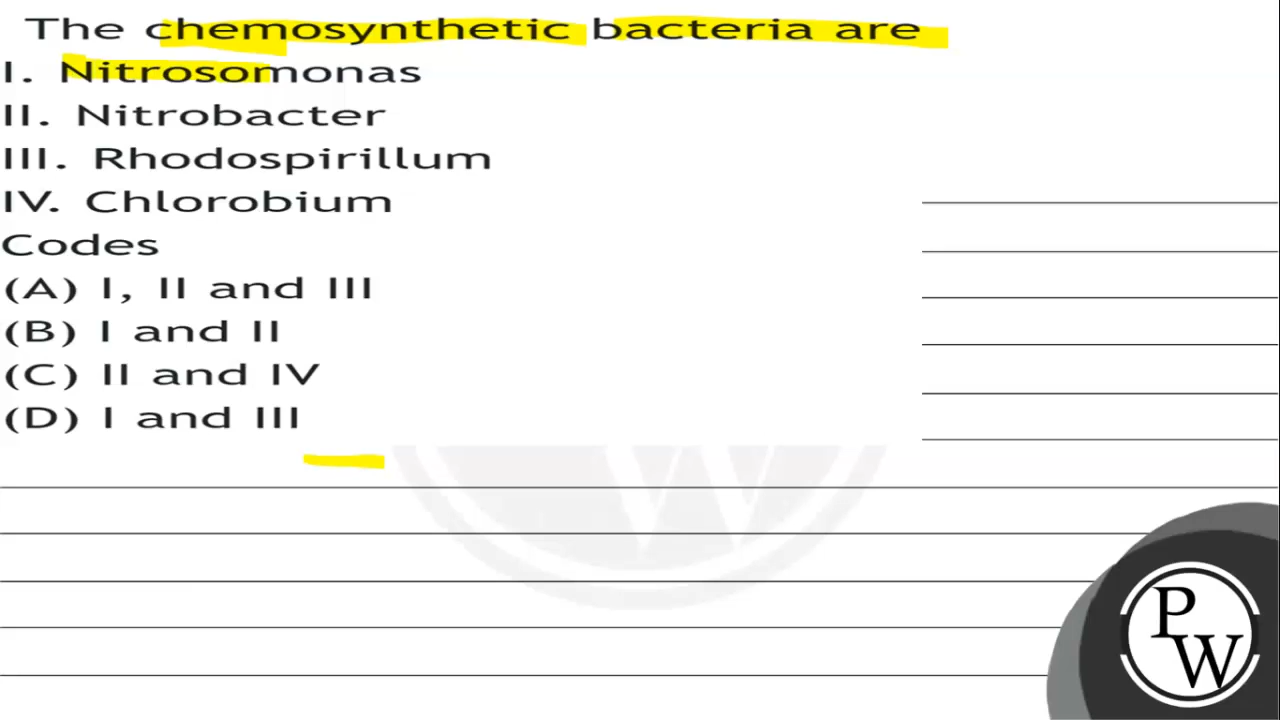 The chemosynthetic bacteria are
I. Nitrosomonas
II. Nitrobacter
III. Rhodospirillum
IV. Chlorobium
Codes
(A) I, II and III
(B) I and II
(C) II and IV
(D) I and III
W
P
W